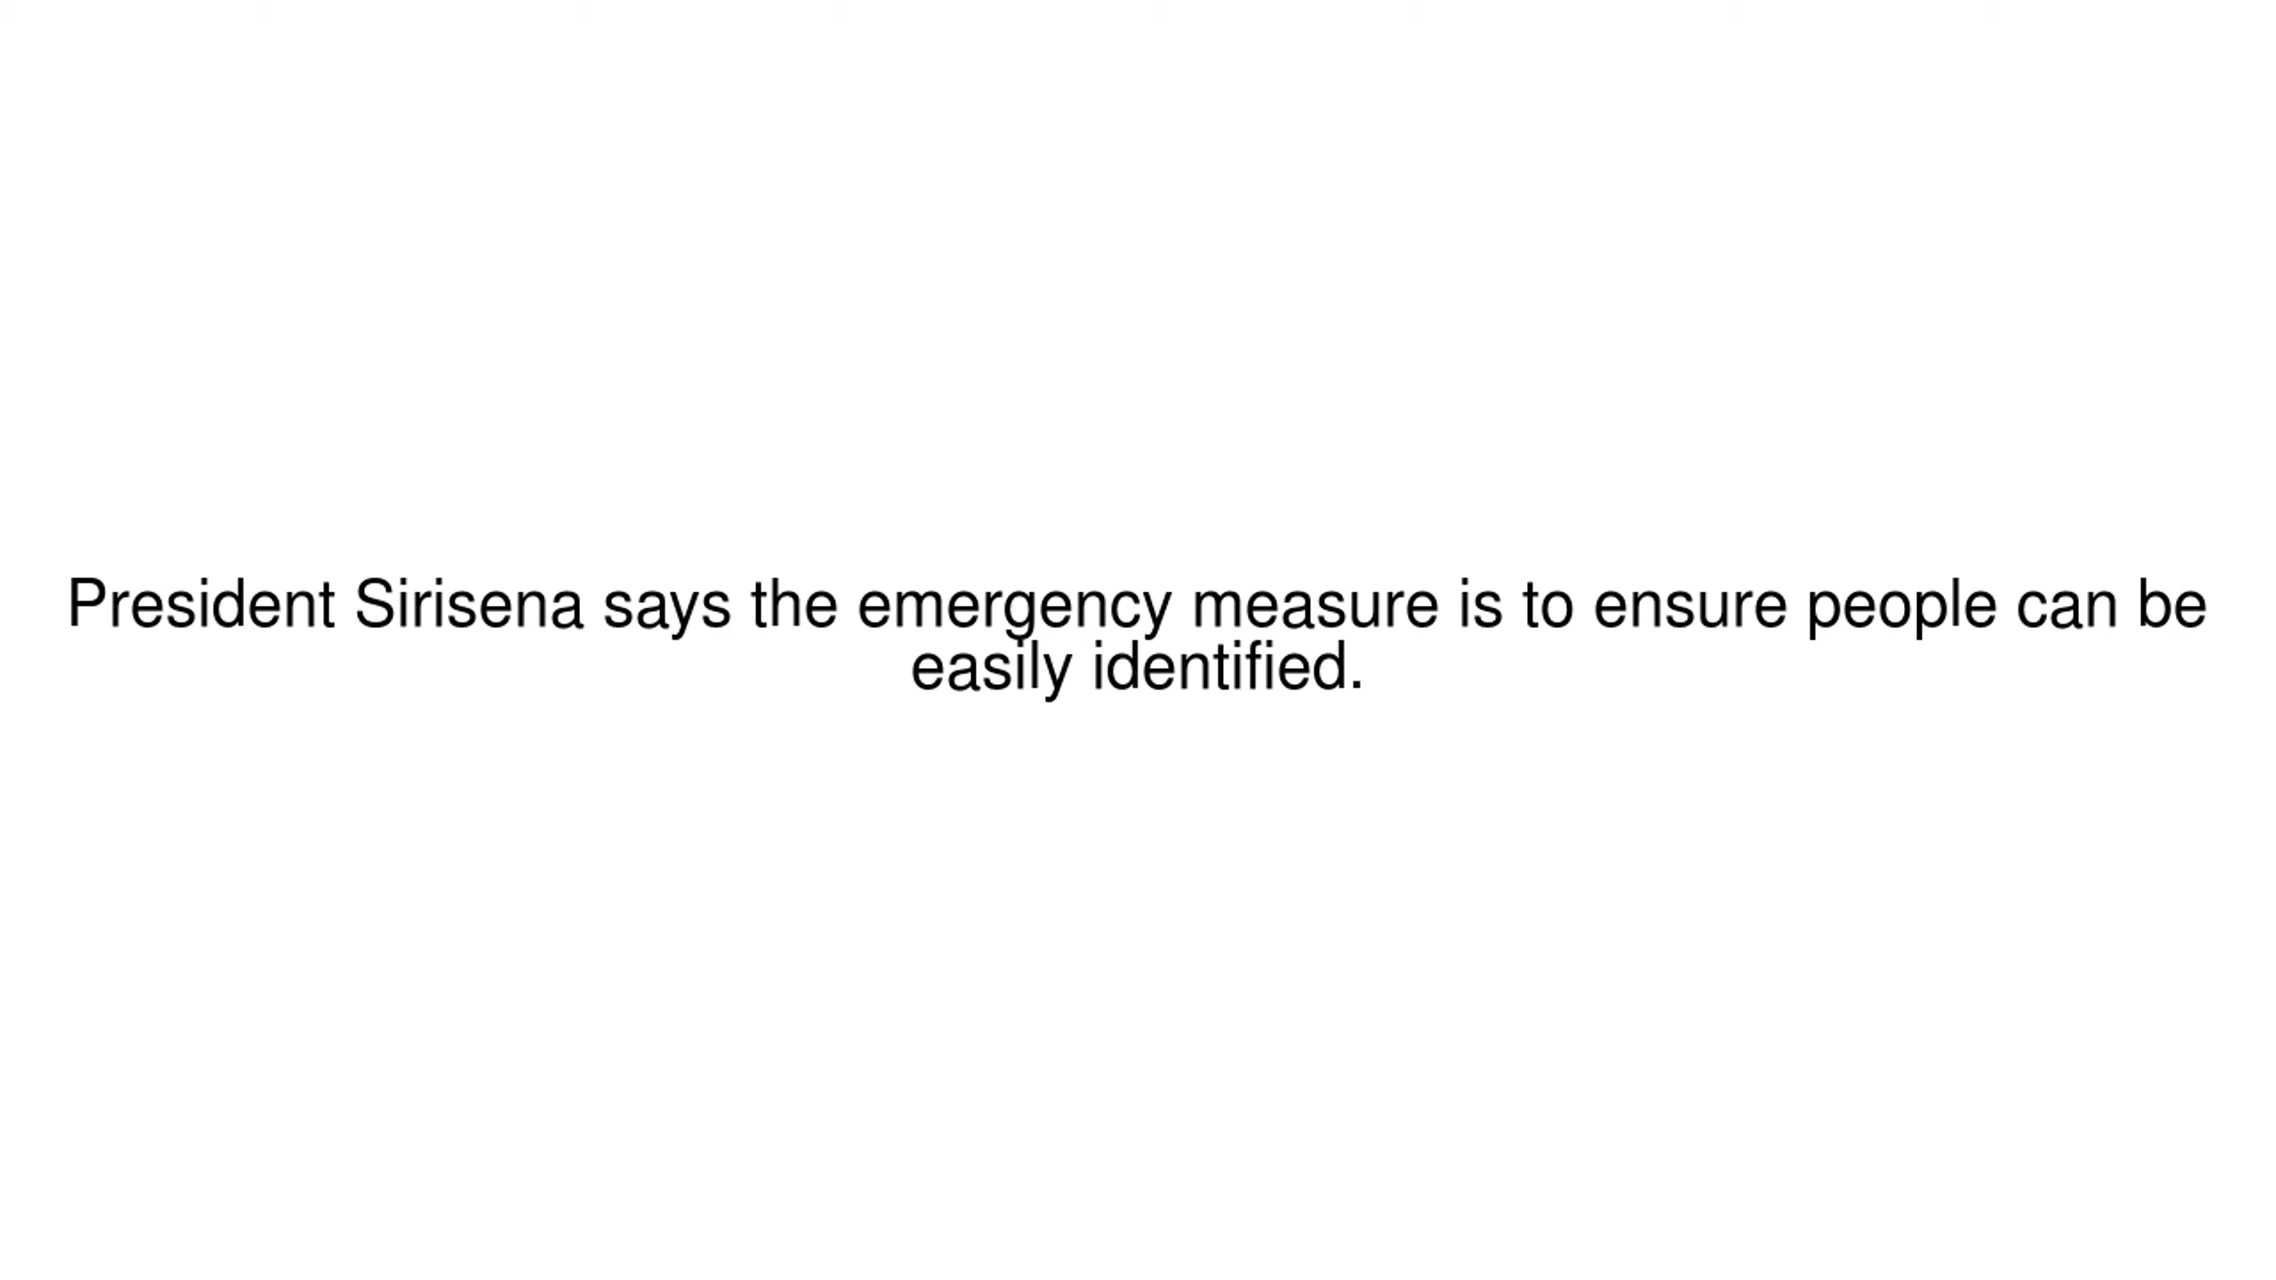 President Sirisena says the emergency measure is to ensure people can be
easily identified.